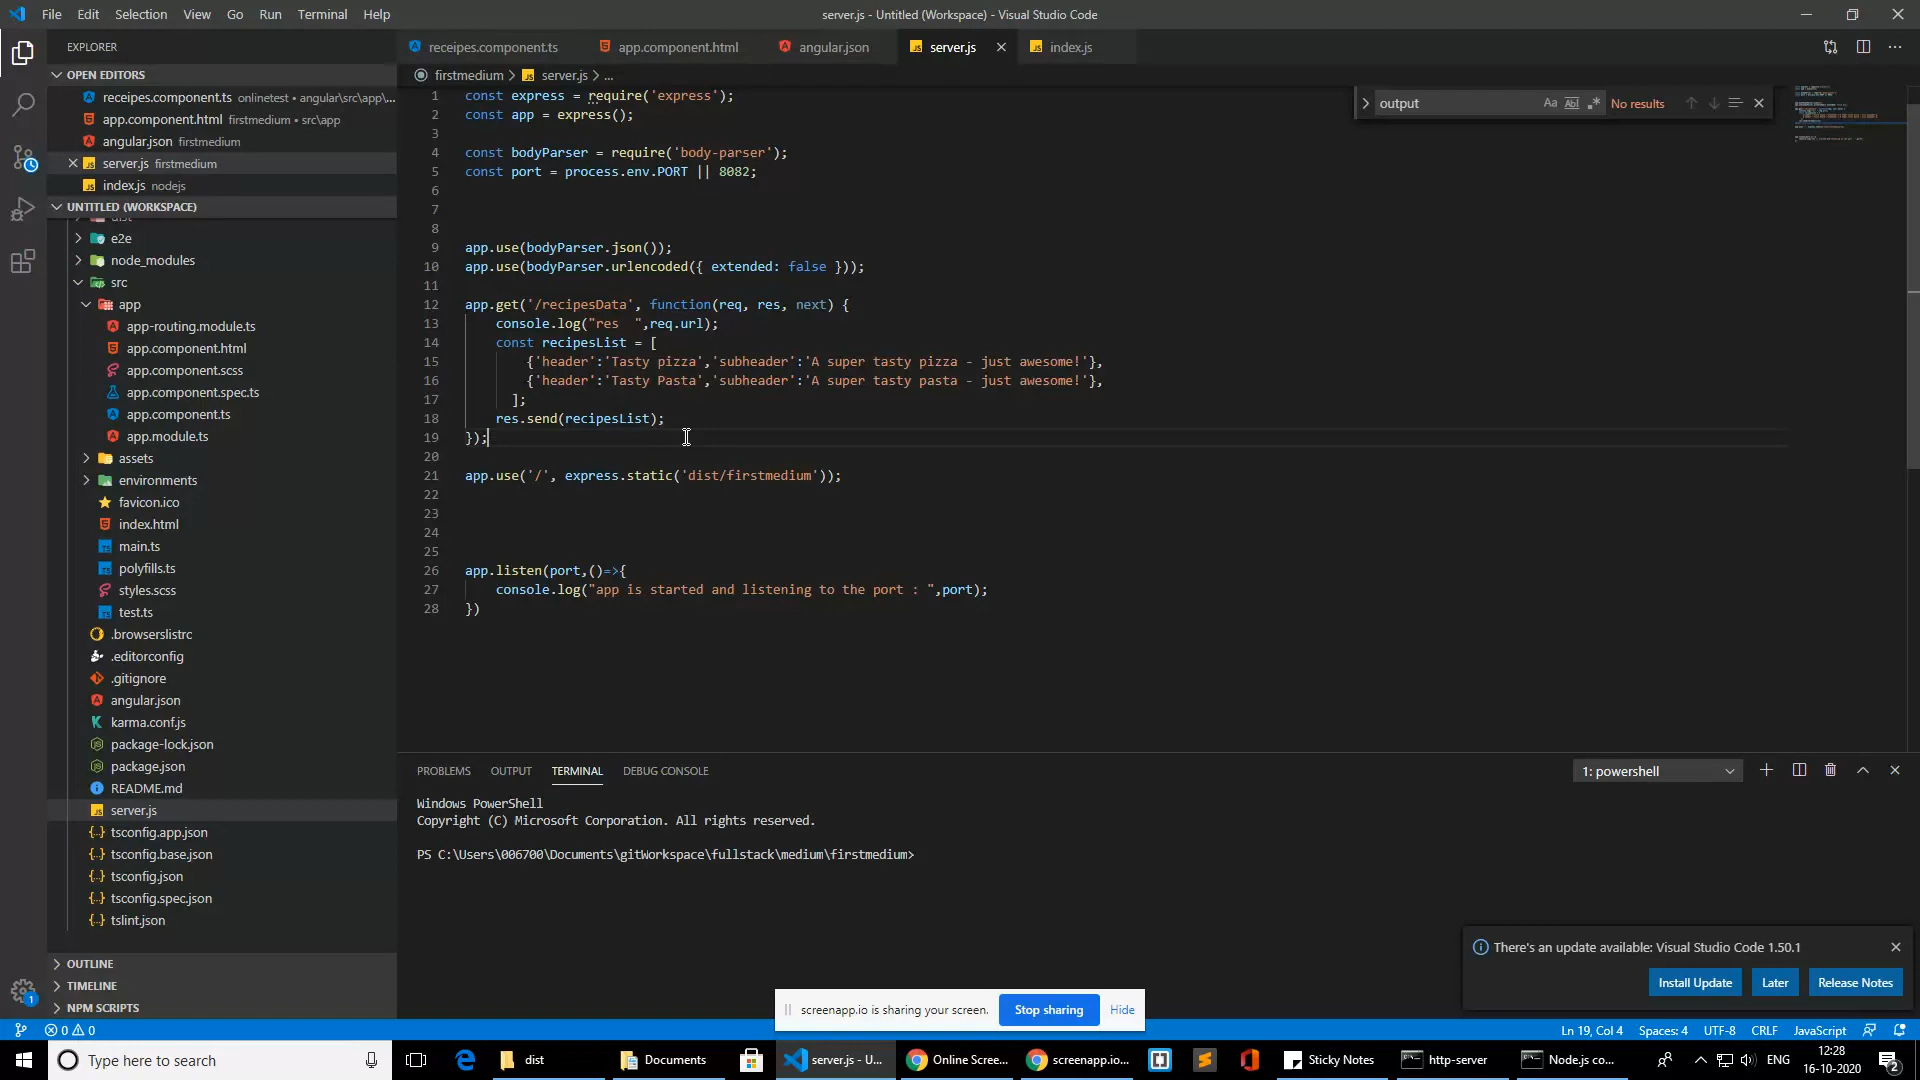 File Edit Selection View Go Run Terminal Help
server.js - Untitled (Workspace) - Visual Studio Code
EXPLORER
OPEN EDITORS
receipes.component.ts onlinetest • angular\src\app\...
app.component.html firstmedium • src\app
angular.json firstmedium
server.js firstmedium
index.js nodejs
UNTITLED (WORKSPACE)
dist
e2e
node_modules
src
app
app-routing.module.ts
app.component.html
app.component.scss
app.component.spec.ts
app.component.ts
app.module.ts
assets
environments
favicon.ico
index.html
main.ts
polyfills.ts
styles.scss
test.ts
.browserslistrc
.editorconfig
.gitignore
angular.json
karma.conf.js
package-lock.json
package.json
README.md
server.js
tsconfig.app.json
tsconfig.base.json
tsconfig.json
tsconfig.spec.json
tslint.json
OUTLINE
TIMELINE
NPM SCRIPTS
receipes.component.ts app.component.html angular.json server.js index.js
firstmedium > server.js > ...
output Aa Abl .* No results
1 const express = require('express');
2 const app = express();
3
4 const bodyParser = require('body-parser');
5 const port = process.env.PORT || 8082;
6
7
8
9 app.use(bodyParser.json());
10 app.use(bodyParser.urlencoded({ extended: false }));
11
12 app.get('/recipesData', function(req, res, next) {
13 console.log("res  ",req.url);
14 const recipesList = [
15 {'header':'Tasty pizza','subheader':'A super tasty pizza - just awesome!'},
16 {'header':'Tasty Pasta','subheader':'A super tasty pasta - just awesome!'},
17 ];
18 res.send(recipesList);
19 });
20
21 app.use('/', express.static('dist/firstmedium'));
22
23
24
25
26 app.listen(port,()=>{
27 console.log("app is started and listening to the port : ",port);
28 })
PROBLEMS OUTPUT TERMINAL DEBUG CONSOLE
1: powershell
Windows PowerShell
Copyright (C) Microsoft Corporation. All rights reserved.
PS C:\Users\006700\Documents\gitWorkspace\fullstack\medium\firstmedium>
There's an update available: Visual Studio Code 1.50.1
Install Update Later Release Notes
screenapp.io is sharing your screen. Stop sharing Hide
1
0 0
Ln 19, Col 4 Spaces: 4 UTF-8 CRLF JavaScript
Type here to search
dist
Documents
server.js - U...
Online Scree...
screenapp.io...
Sticky Notes
http-server
Node.js co...
ENG
12:28
16-10-2020
2